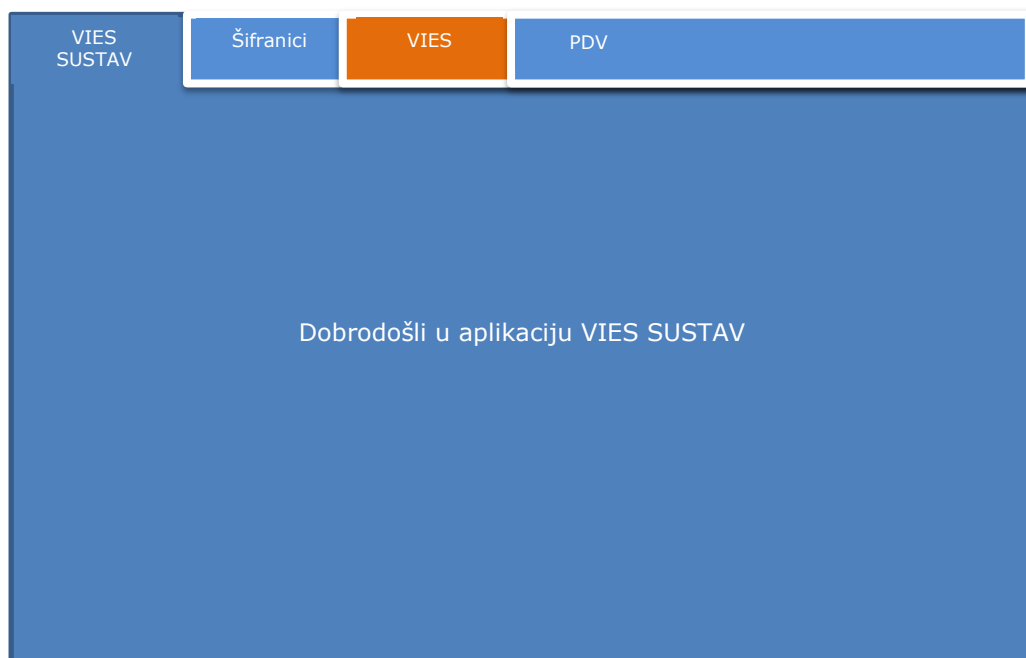 VIES
SUSTAV
Šifranici
VIES
PDV
Dobrodošli u aplikaciju VIES SUSTAV